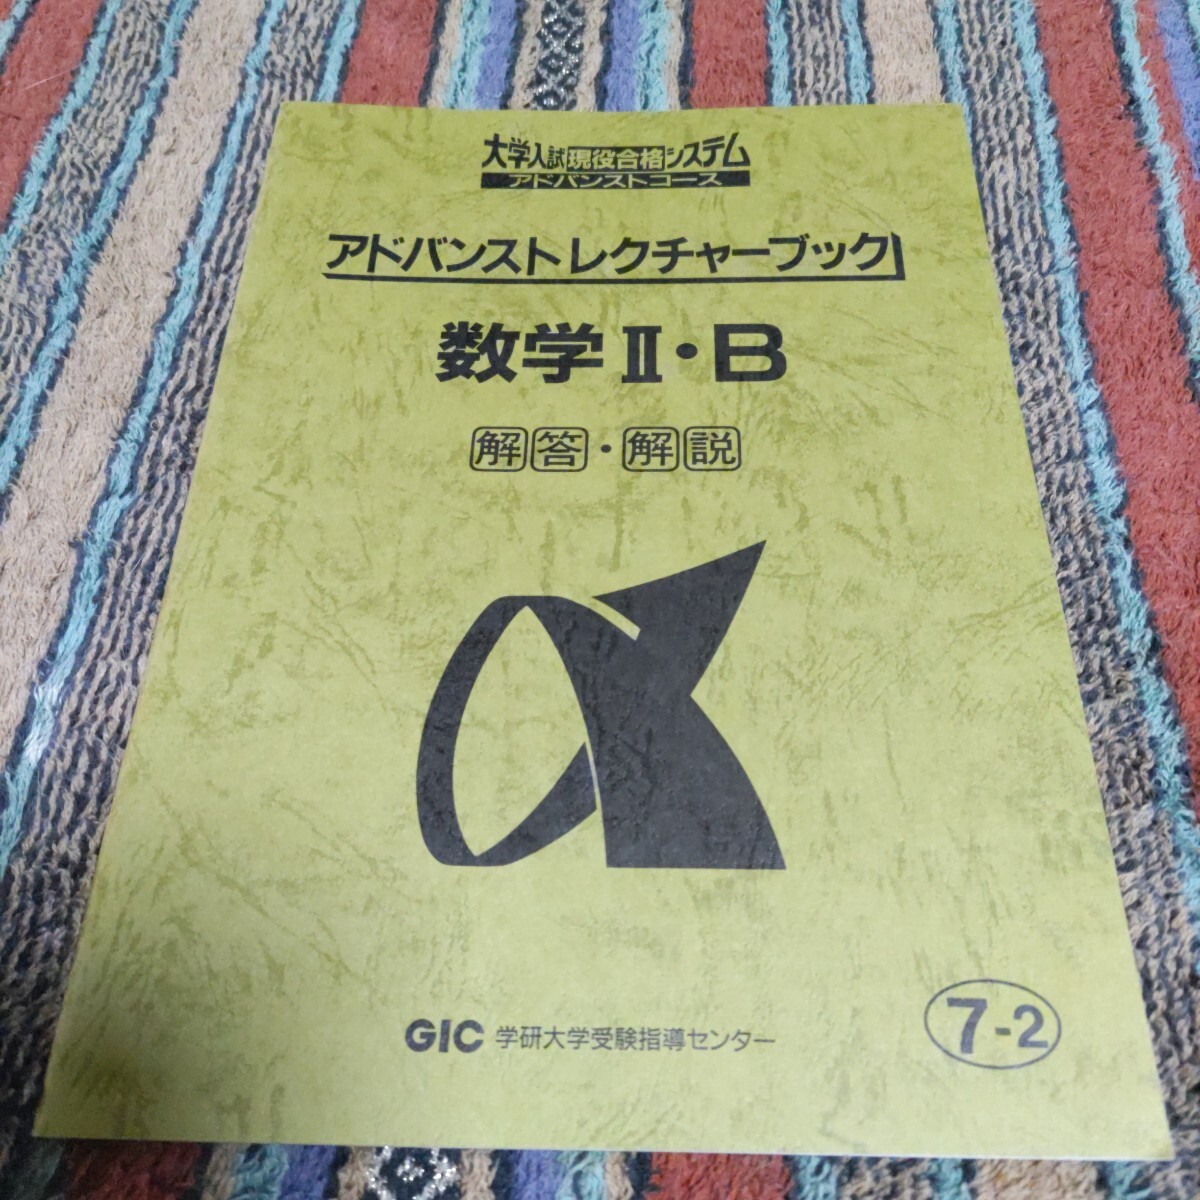 大学入試現役合格システム
アドバンストコース
アドバンストレクチャーブック
数学Ⅱ・B
解答・解説
GIC 学研大学受験指導センター
7-2